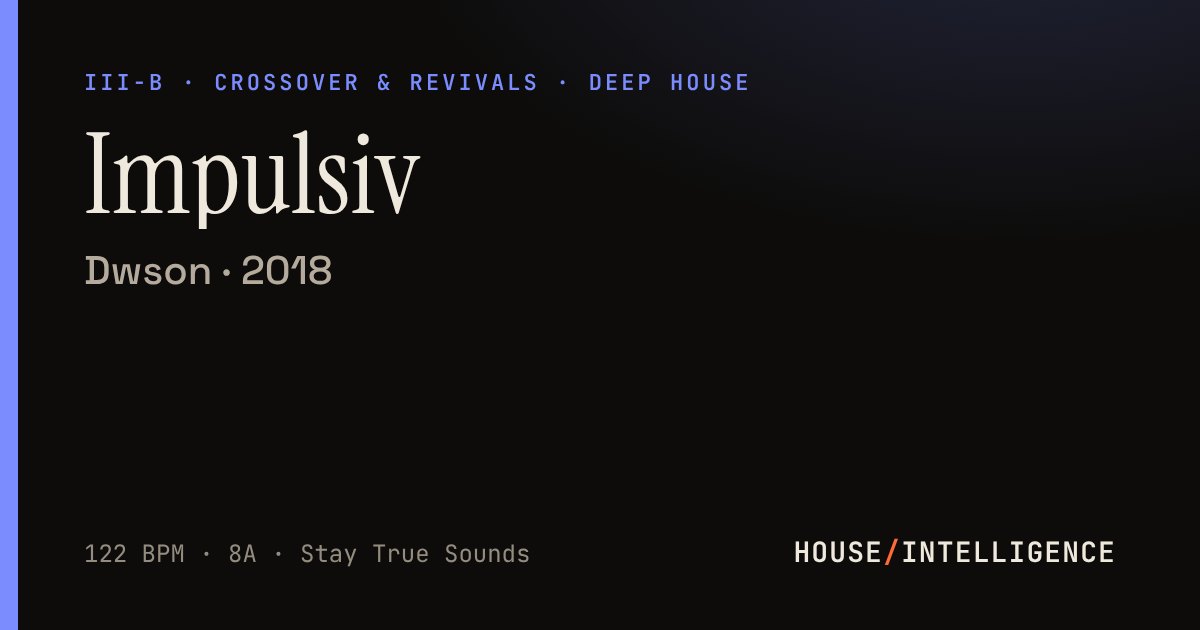 III-B · CROSSOVER & REVIVALS · DEEP HOUSE
Impulsiv
Dwson · 2018
122 BPM · 8A · Stay True Sounds
HOUSE/INTELLIGENCE